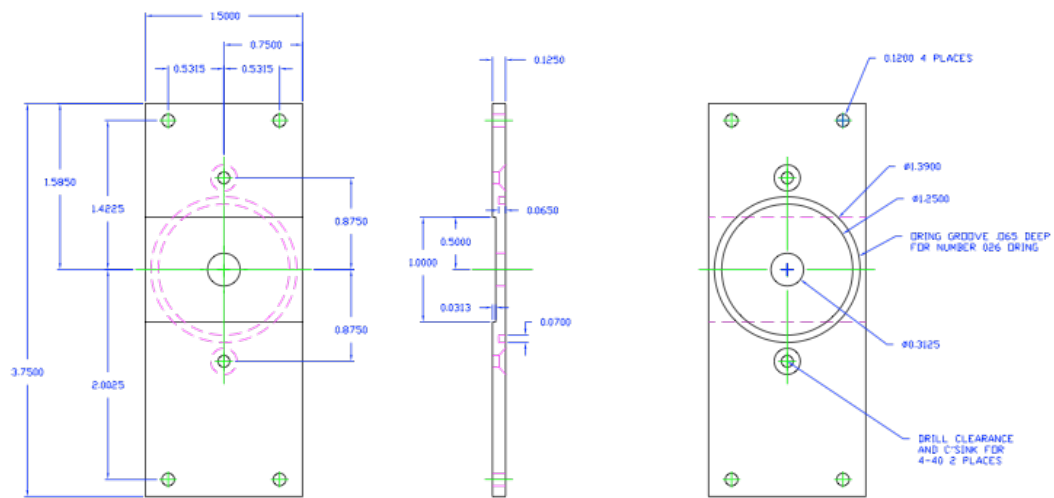 1.5000
0.7500
0.5315
0.5315
1.5850
1.4225
0.8750
0.8750
3.7500
2.0025
0.1250
0.0650
0.5000
1.0000
0.0313
0.0700
0.1200 4 PLACES
ø1.3900
ø1.2500
ORING GROOVE .065 DEEP
FOR NUMBER 026 ORING
ø0.3125
DRILL CLEARANCE
AND C'SINK FOR
4-40 2 PLACES